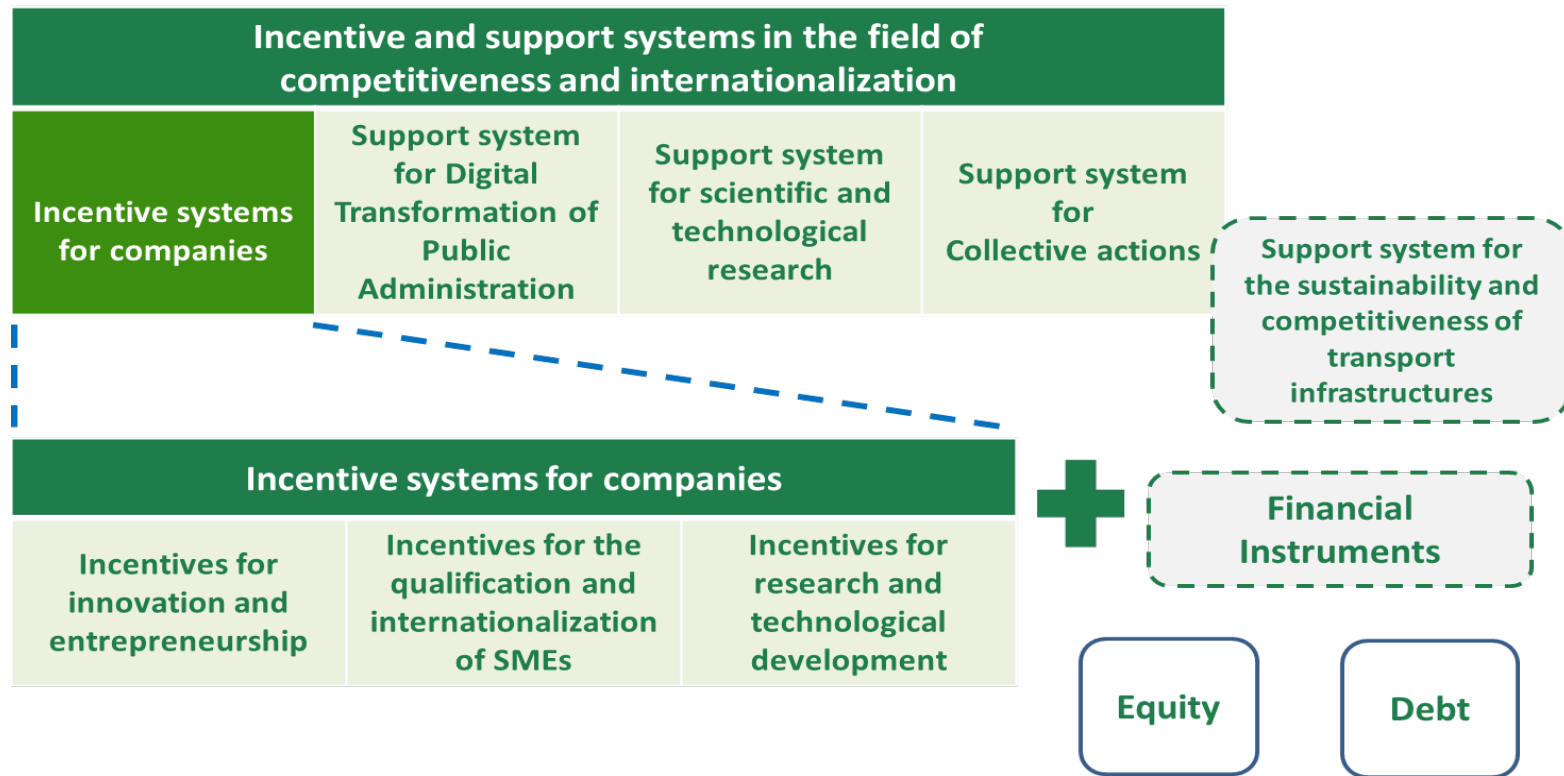 Incentive and support systems in the field of
competitiveness and internationalization
Incentive systems
for companies
Support system
for Digital
Transformation of
Public
Administration
Support system
for scientific and
technological
research
Support system
for
Collective actions
Support system for
the sustainability and
competitiveness of
transport
infrastructures
Incentive systems for companies
Incentives for
innovation and
entrepreneurship
Incentives for the
qualification and
internationalization
of SMEs
Incentives for
research and
technological
development
Financial
Instruments
Equity
Debt